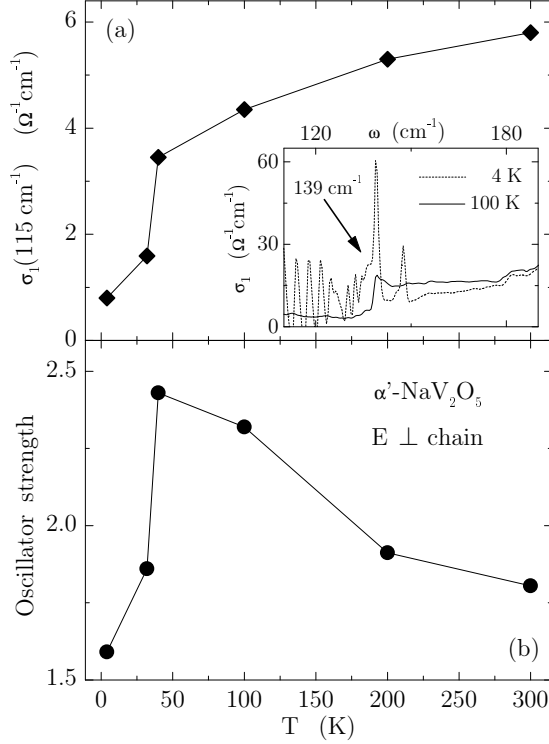 (a)
6
4
2
0
σ₁(115 cm⁻¹) (Ω⁻¹cm⁻¹)
120 ω (cm⁻¹) 180
60
30
15
0
σ₁ (Ω⁻¹cm⁻¹)
139 cm⁻¹
4 K
100 K
2.5
2.0
1.5
Oscillator strength
α'-NaV₂O₅
E ⊥ chain
(b)
0 50 100 150 200 250 300
T (K)